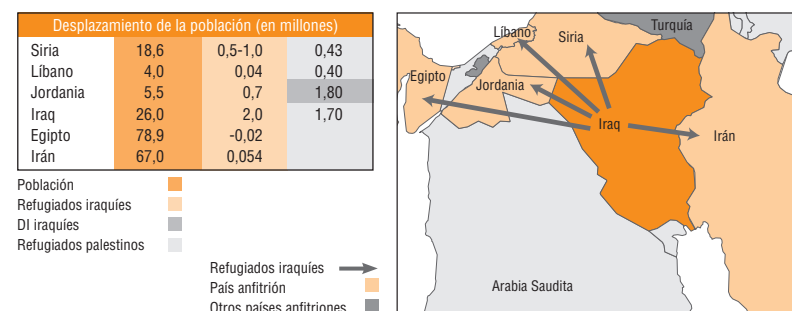 Desplazamiento de la población (en millones)
Siria 18,6 0,5-1,0 0,43
Líbano 4,0 0,04 0,40
Jordania 5,5 0,7 1,80
Iraq 26,0 2,0 1,70
Egipto 78,9 -0,02
Irán 67,0 0,054
Población
Refugiados iraquíes
DI iraquíes
Refugiados palestinos
Refugiados iraquíes
País anfitrión
Otros países anfitriones
Líbano
Siria
Turquía
Egipto
Jordania
Iraq
Irán
Arabia Saudita